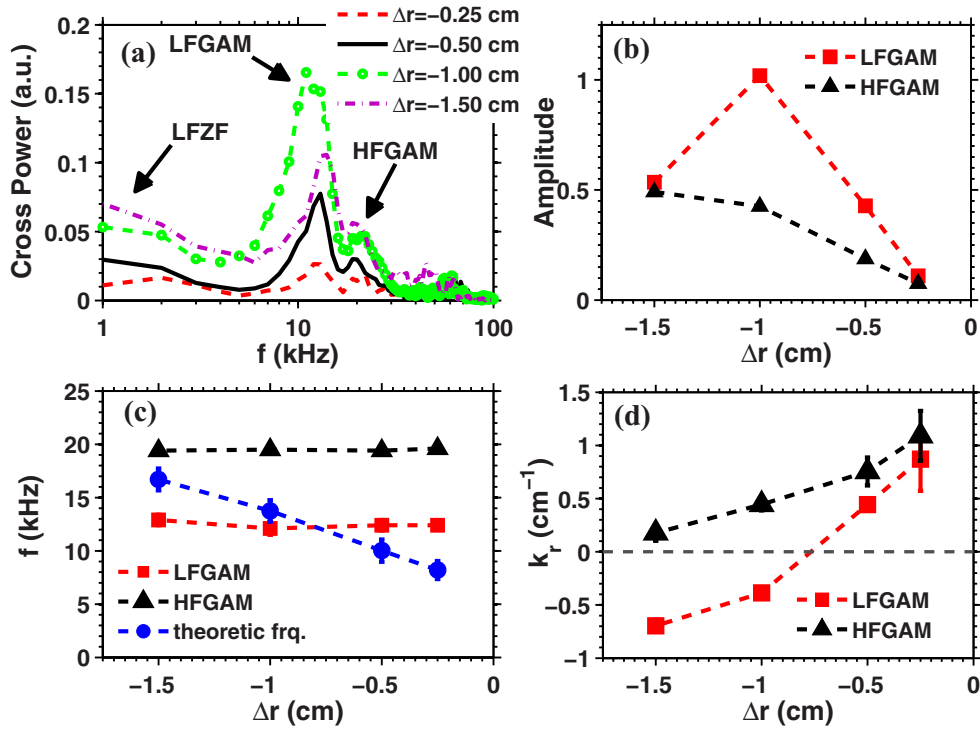 (a)
Δr=−0.25 cm
Δr=−0.50 cm
Δr=−1.00 cm
Δr=−1.50 cm
LFGAM
LFZF
HFGAM
Cross Power (a.u.)
0.2
0.15
0.1
0.05
0
1 10 100
f (kHz)
(b)
LFGAM
HFGAM
Amplitude
1
0.5
0
−1.5 −1 −0.5 0
Δr (cm)
(c)
LFGAM
HFGAM
theoretic frq.
f (kHz)
25
20
15
10
5
0
−1.5 −1 −0.5 0
Δr (cm)
(d)
LFGAM
HFGAM
k_r (cm⁻¹)
1.5
1
0.5
0
−0.5
−1
−1.5 −1 −0.5 0
Δr (cm)